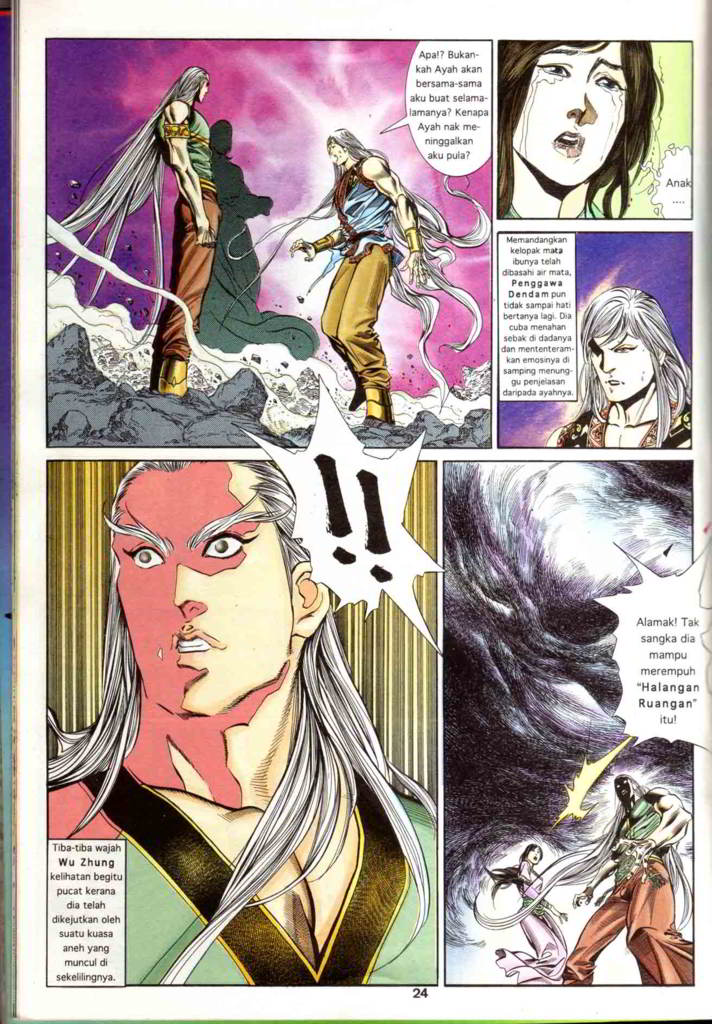 Apa!? Bukan-
kah Ayah akan
bersama-sama
aku buat selama-
lamanya? Kenapa
Ayah nak me-
ninggalkan
aku pula?
Anak
....
Memandangkan
kelopak mata
ibunya telah
dibasahi air mata,
Penggawa
Dendam pun
tidak sampai hati
bertanya lagi. Dia
cuba menahan
sebak di dadanya
dan mententeram-
kan emosinya di
samping menung-
gu penjelasan
daripada ayahnya.
!!
Tiba-tiba wajah
Wu Zhung
kelihatan begitu
pucat kerana
dia telah
dikejutkan oleh
suatu kuasa
aneh yang
muncul di
sekelilingnya.
Alamak! Tak
sangka dia
mampu
merempuh
"Halangan
Ruangan"
itu!
24